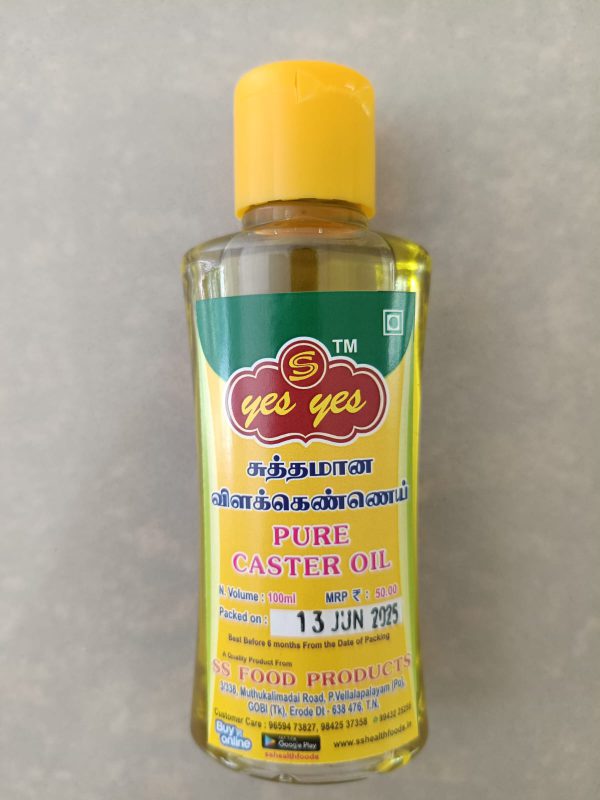 S
TM
yes yes
சுத்தமான
விளக்கெண்ணெய்
PURE
CASTER OIL
N. Volume : 100ml MRP ₹ : 50.00
Packed on : 13 JUN 2025
Best Before 6 months From the Date of Packing
A Quality Product From
SS FOOD PRODUCTS
3/338, Muthukalimadai Road, P.Vellalapalayam (Po),
GOBI (Tk), Erode Dt - 638 476. T.N.
Customer Care : 96594 73827, 98425 37358
Buy online
Google Play
www.sshealthfoods.in
sshealthfoods